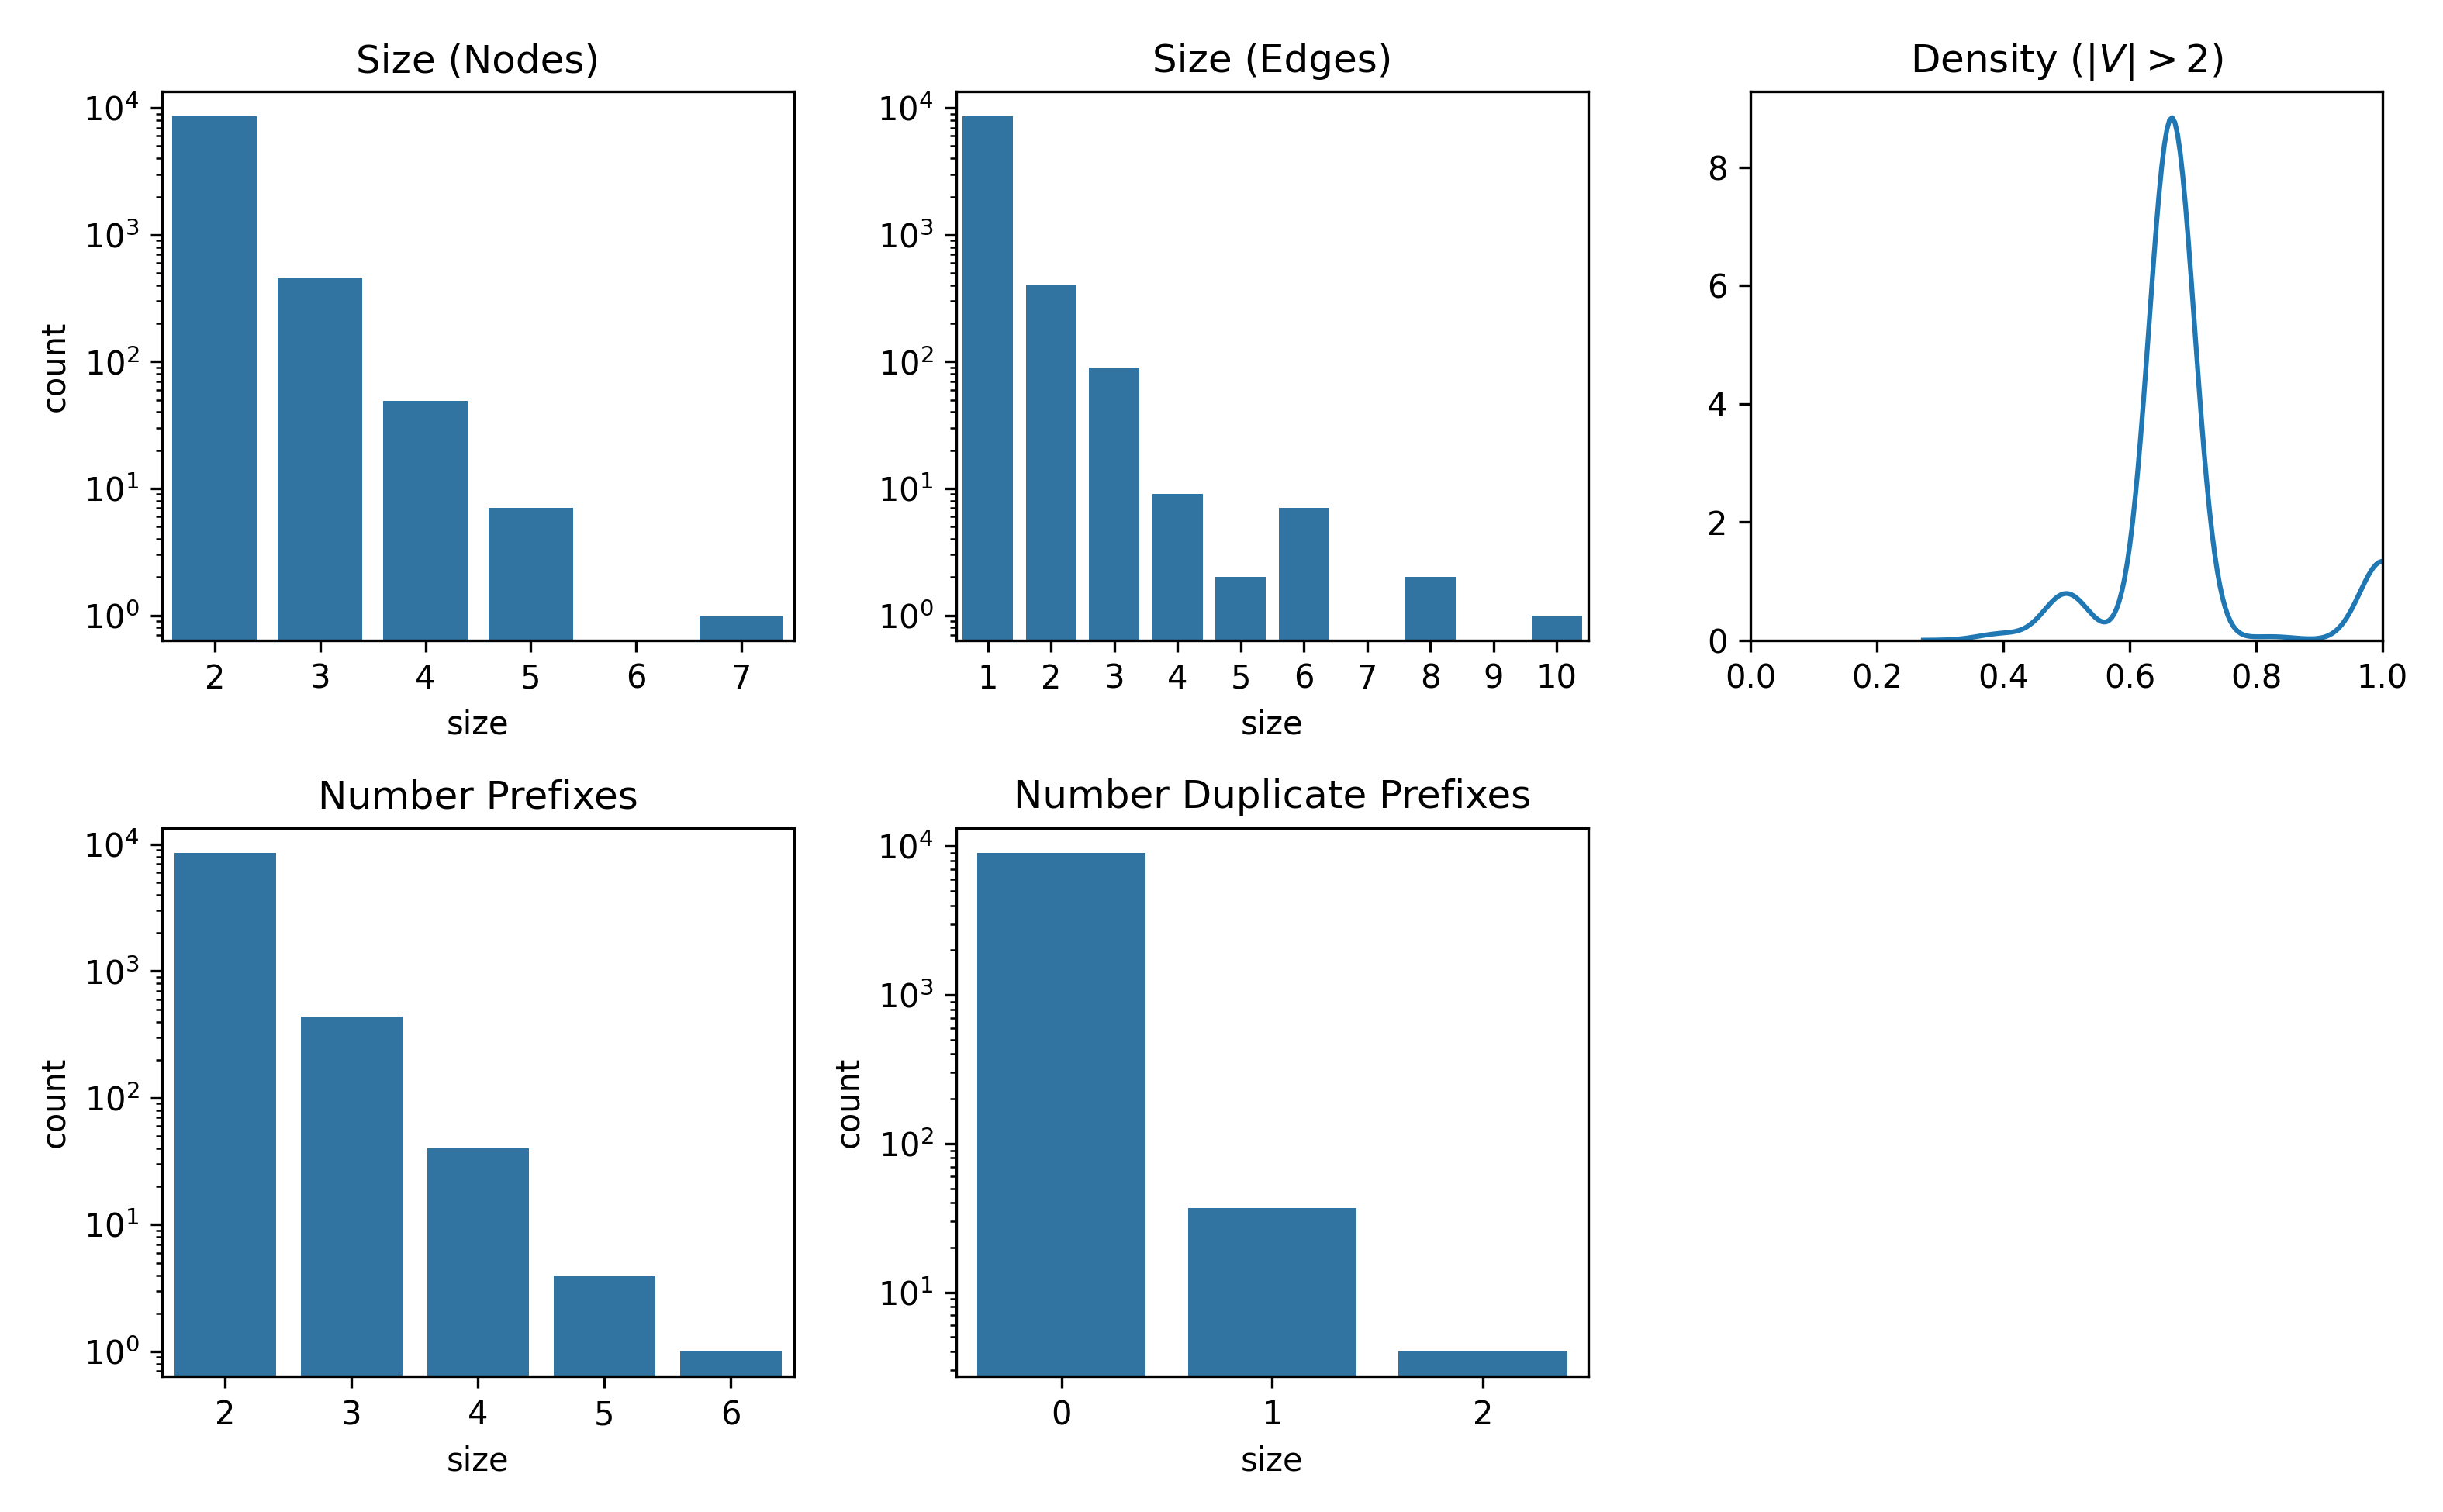 Size (Nodes)
10⁴
10³
10²
10¹
10⁰
count
2 3 4 5 6 7
size
Size (Edges)
10⁴
10³
10²
10¹
10⁰
1 2 3 4 5 6 7 8 9 10
size
Density (|V| > 2)
8
6
4
2
0
0.0 0.2 0.4 0.6 0.8 1.0
Number Prefixes
10⁴
10³
10²
10¹
10⁰
count
2 3 4 5 6
size
Number Duplicate Prefixes
10⁴
10³
10²
10¹
count
0 1 2
size